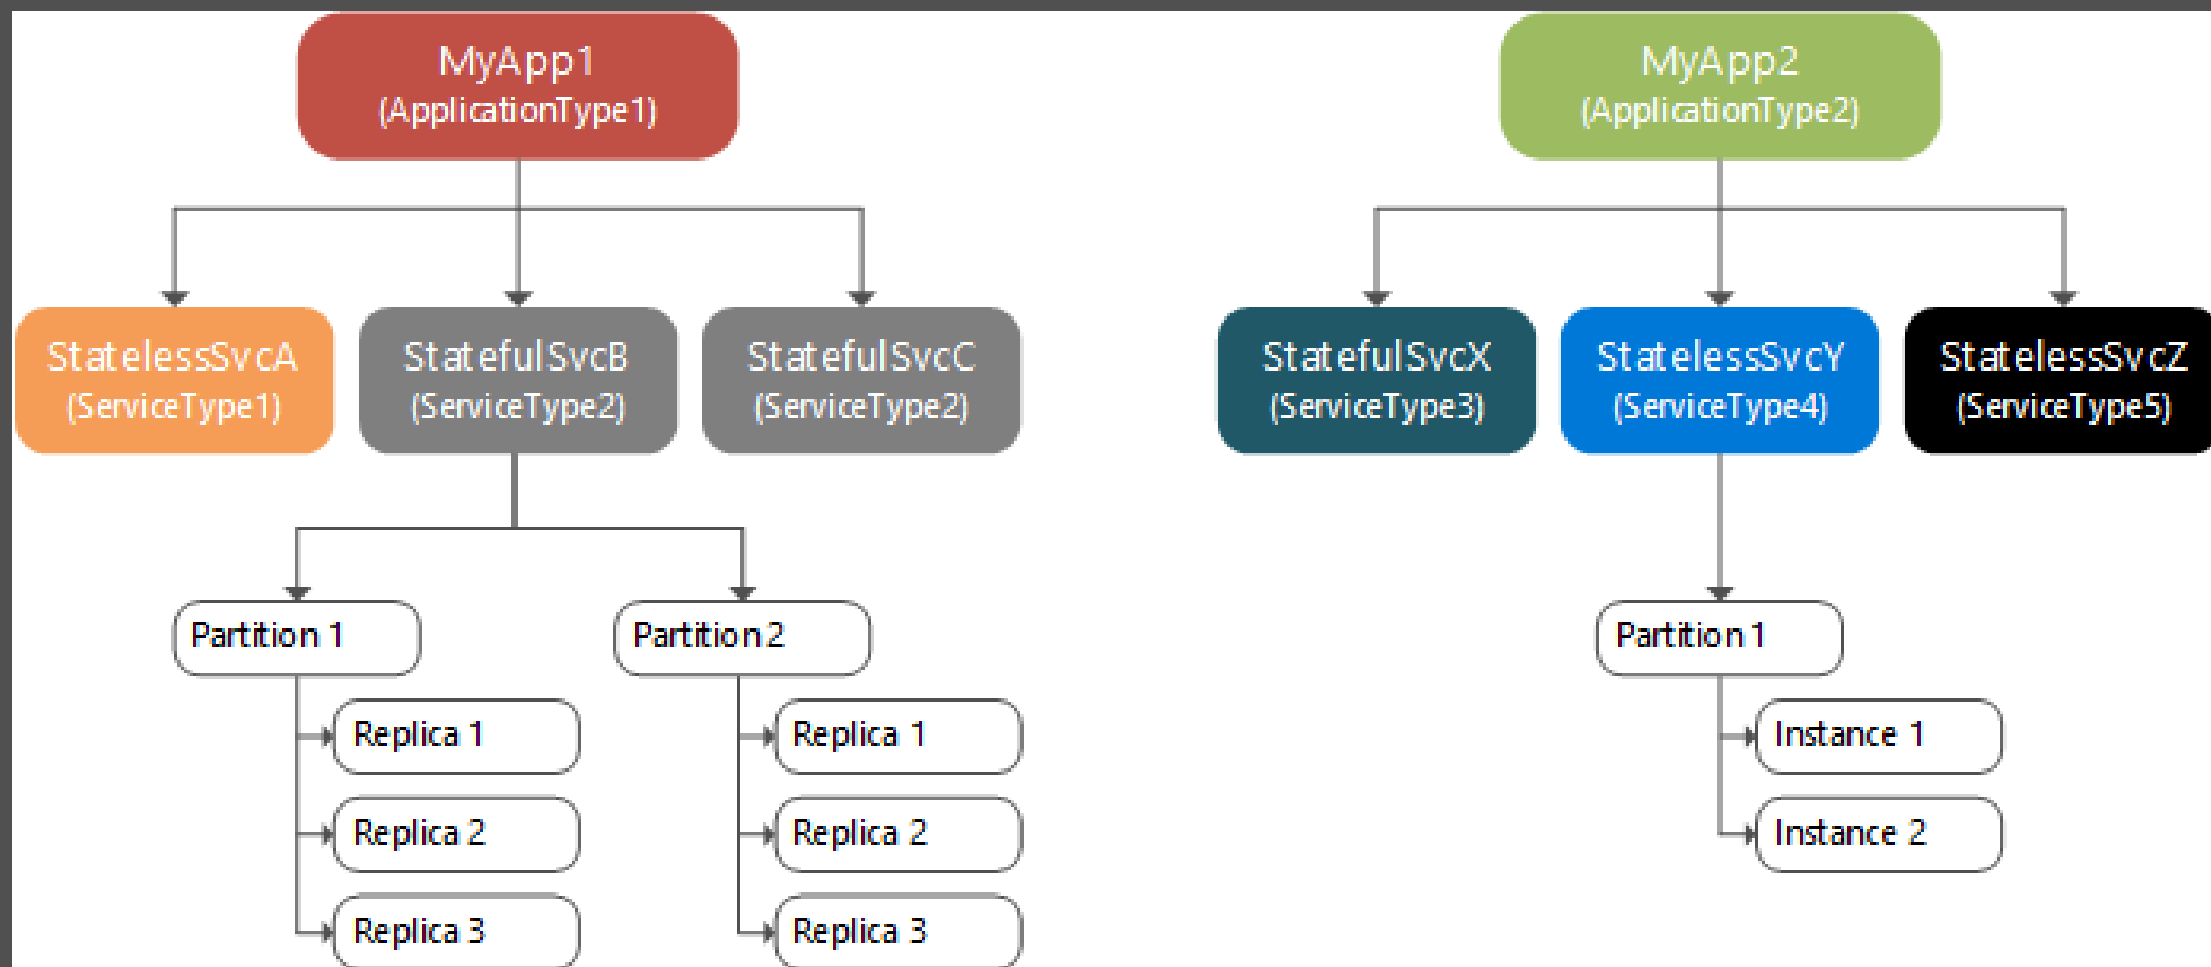 MyApp1
(ApplicationType1)
MyApp2
(ApplicationType2)
StatelessSvcA
(ServiceType1)
StatefulSvcB
(ServiceType2)
StatefulSvcC
(ServiceType2)
StatefulSvcX
(ServiceType3)
StatelessSvcY
(ServiceType4)
StatelessSvcZ
(ServiceType5)
Partition 1
Replica 1
Replica 2
Replica 3
Partition 2
Replica 1
Replica 2
Replica 3
Partition 1
Instance 1
Instance 2